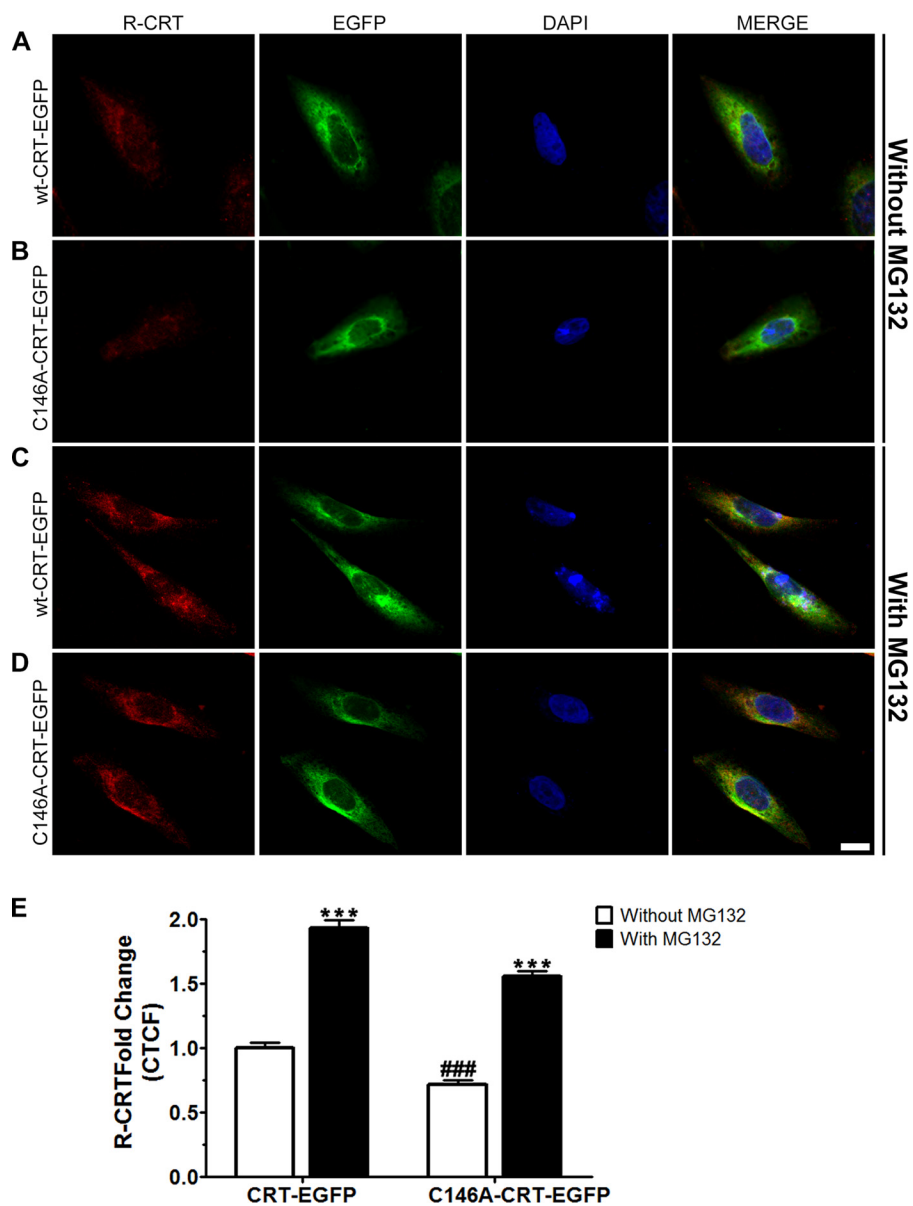 R-CRT EGFP DAPI MERGE
A
wt-CRT-EGFP
B
C146A-CRT-EGFP
Without MG132
C
wt-CRT-EGFP
D
C146A-CRT-EGFP
With MG132
E
R-CRTFold Change
(CTCF)
2.0
1.5
1.0
0.5
0.0
***
###
***
CRT-EGFP C146A-CRT-EGFP
Without MG132
With MG132